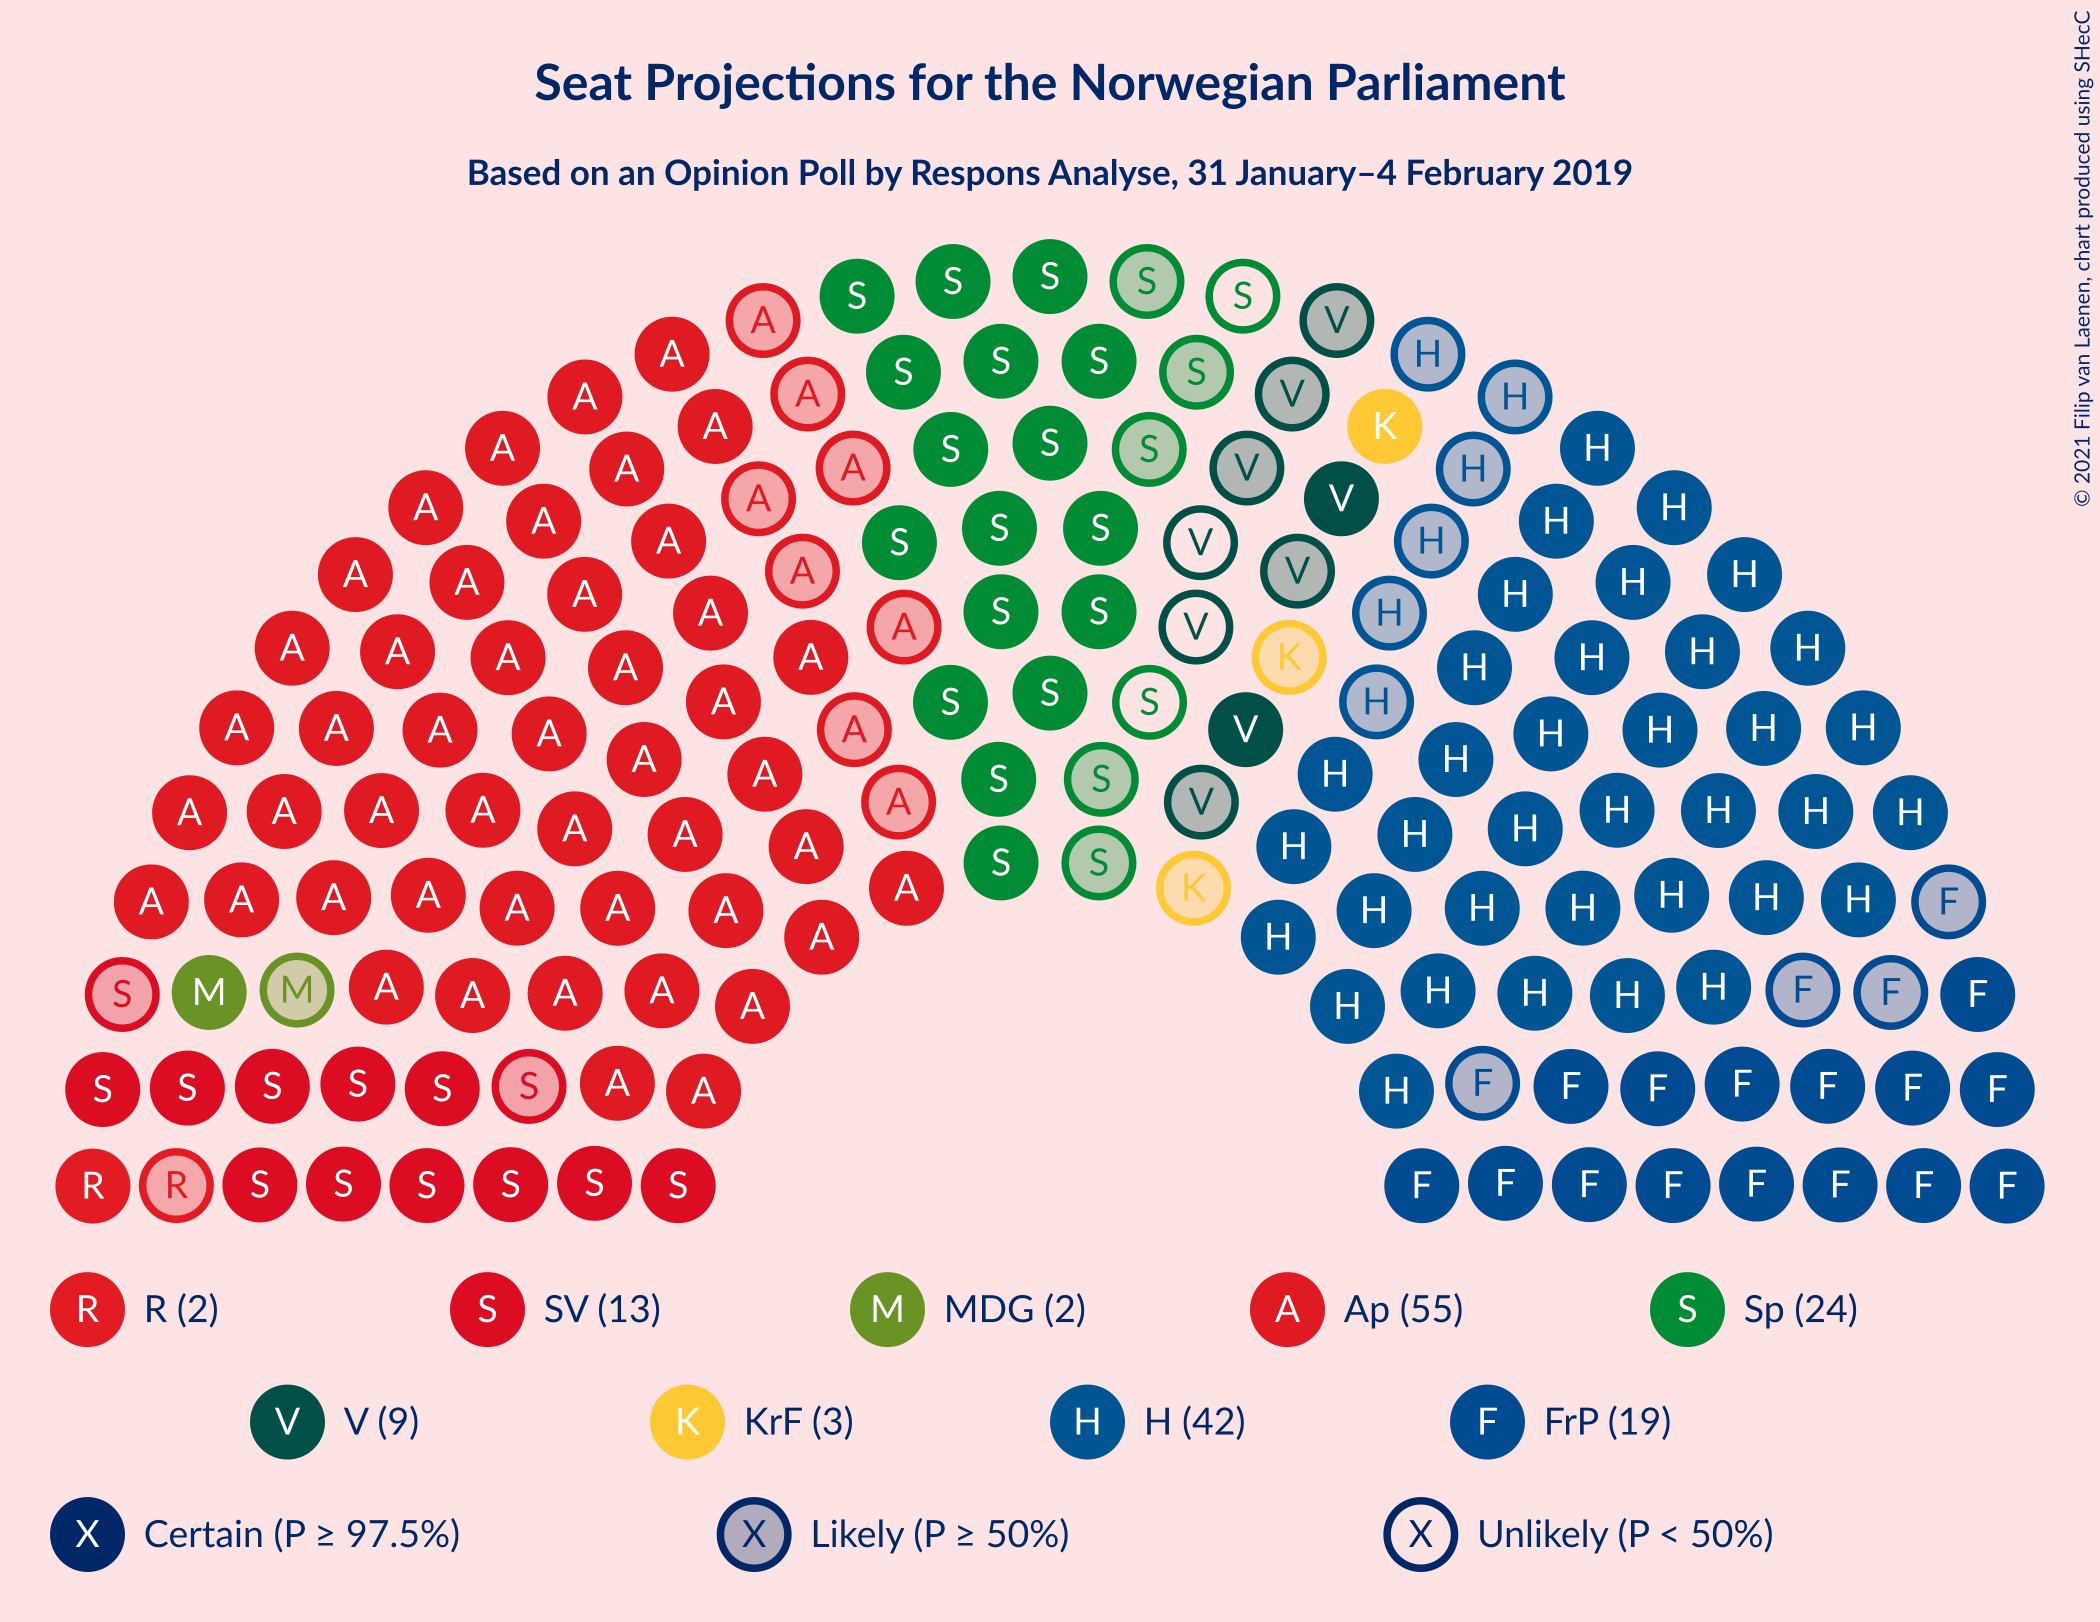 Seat Projections for the Norwegian Parliament
Based on an Opinion Poll by Respons Analyse, 31 January–4 February 2019
© 2021 Filip van Laenen, chart produced using SHecC
S S S S S
A V
A H
A S S S S H
A V
A A K H
A S S S H
A A V H
A A V H
A A S S S V H H
A A A V H H
A A S S V H H
A A A A K H H H
A A A A S S S H H H
A A A A A V H H H H
A A A S S V H H H
A A A A A A H H H H H
A A A S S K H H H
A A A A A A A H H H H H H F
A H
S M M A A A A H H H H F F F
A H
S S S S S S A A H F F F F F F F
R R S S S S S S F F F F F F F F
R R (2) S SV (13) M MDG (2) A Ap (55) S Sp (24)
V V (9) K KrF (3) H H (42) F FrP (19)
X Certain (P ≥ 97.5%) X Likely (P ≥ 50%) X Unlikely (P < 50%)